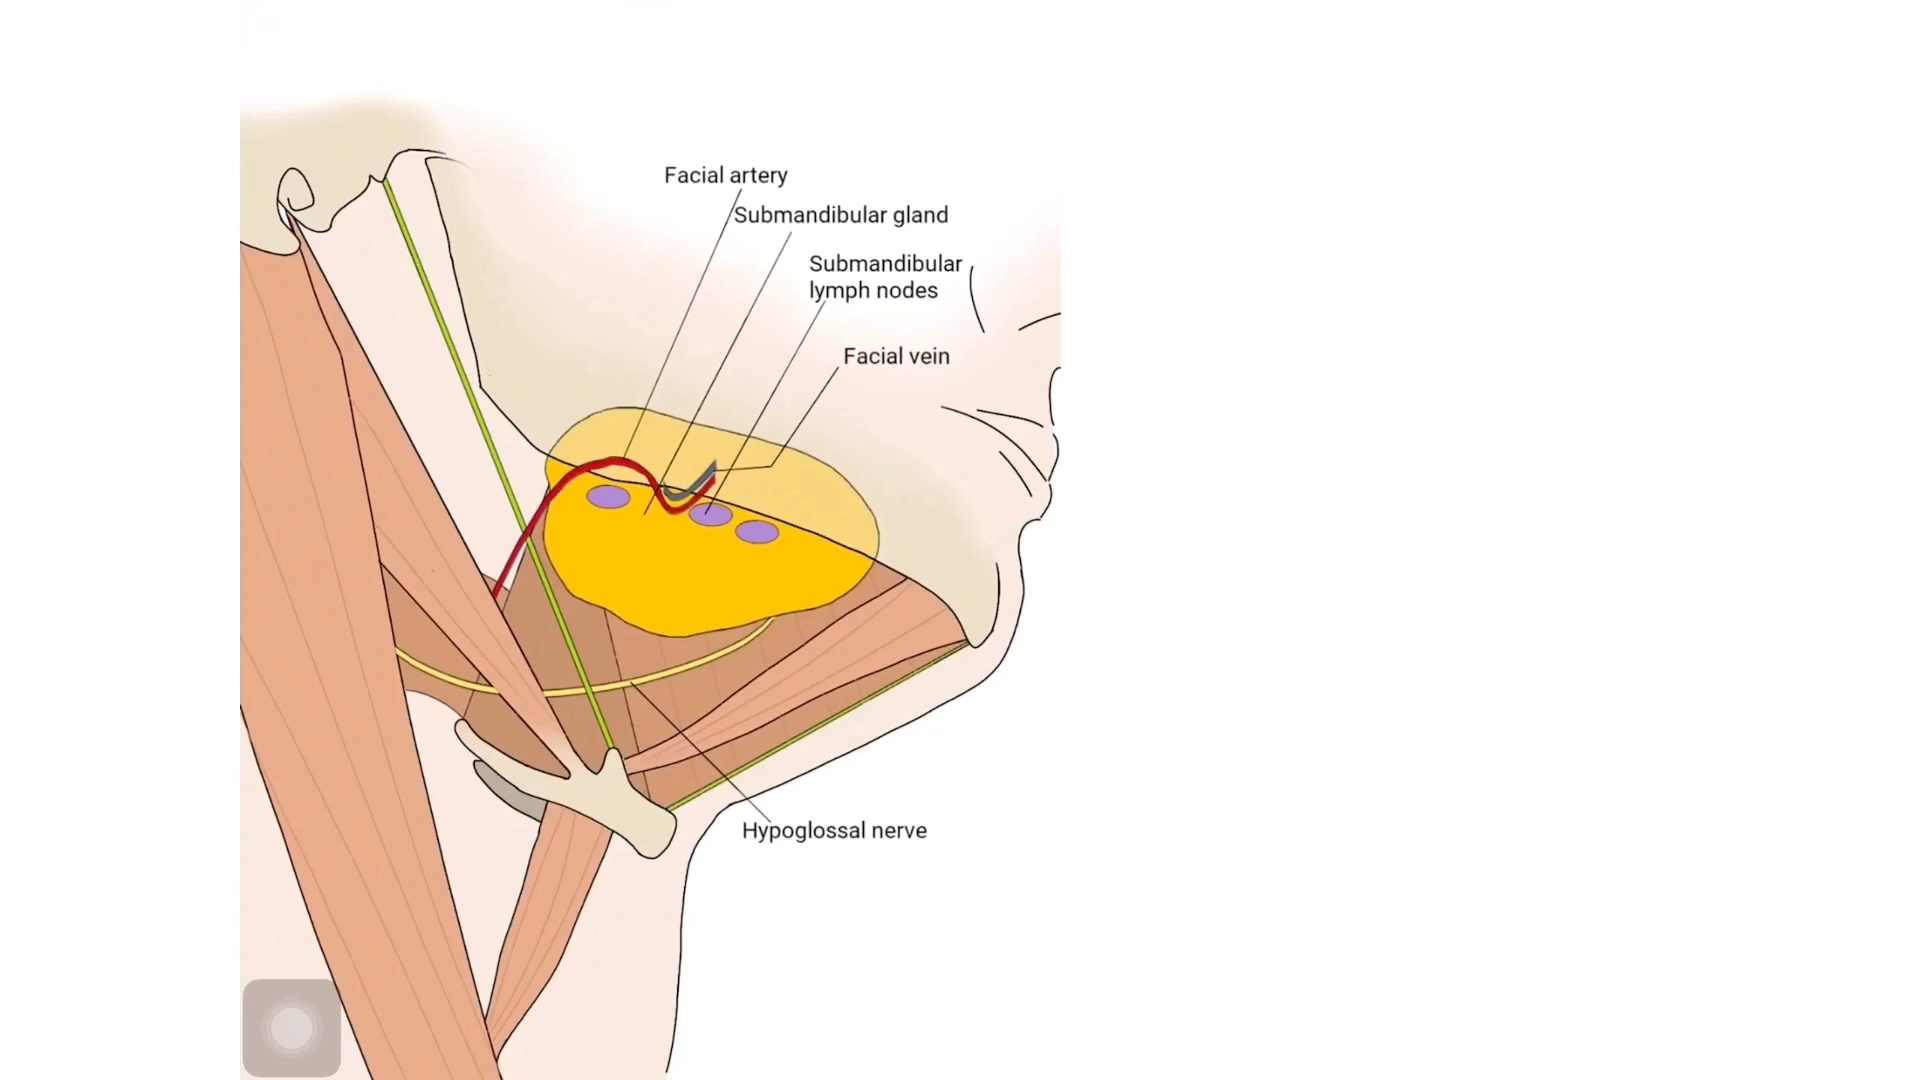 Facial artery
Submandibular gland
Submandibular
lymph nodes
Facial vein
Hypoglossal nerve